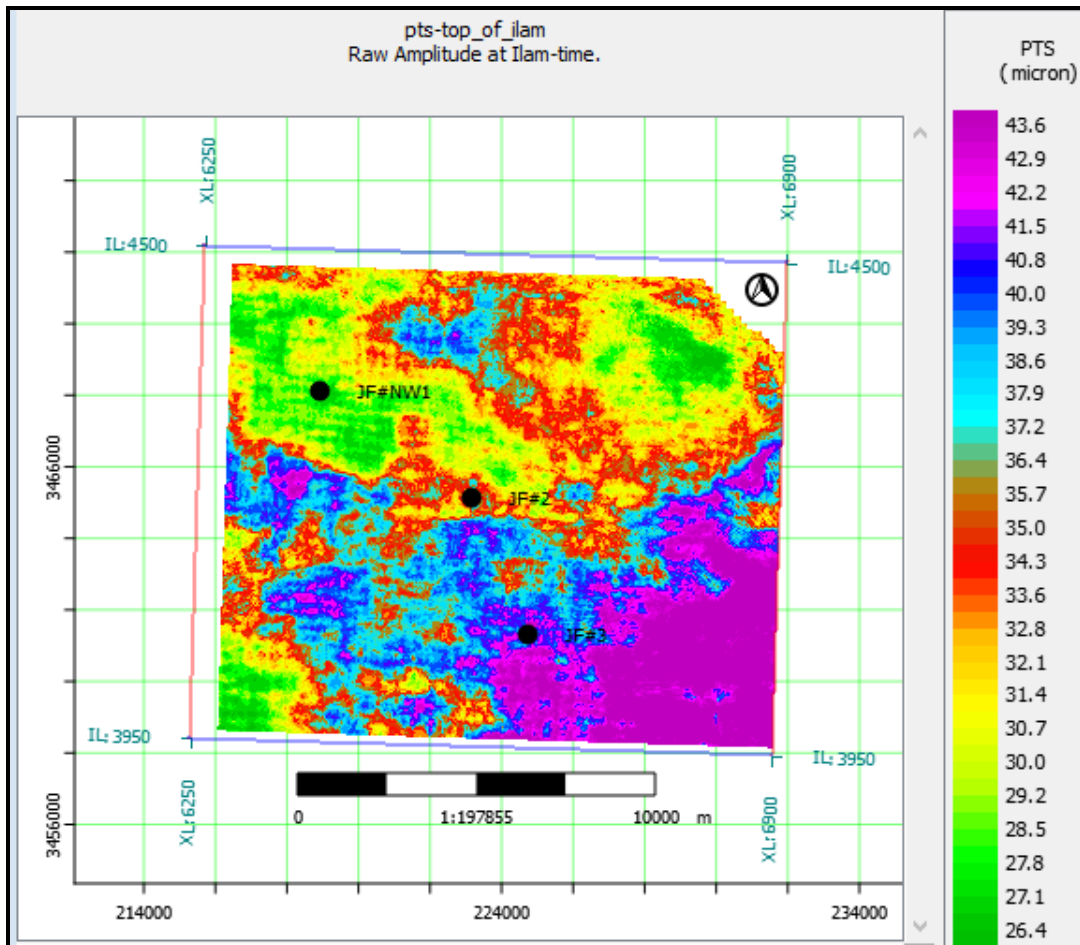 pts-top_of_ilam
Raw Amplitude at Ilam-time.
PTS
( micron)
XL: 6250
XL: 6900
IL:4500
IL:4500
JF#NW1
JF#2
JF#3
3466000
3456000
IL: 3950
IL: 3950
XL: 6250
XL: 6900
0 1:197855 10000 m
214000 224000 234000
43.6
42.9
42.2
41.5
40.8
40.0
39.3
38.6
37.9
37.2
36.4
35.7
35.0
34.3
33.6
32.8
32.1
31.4
30.7
30.0
29.2
28.5
27.8
27.1
26.4